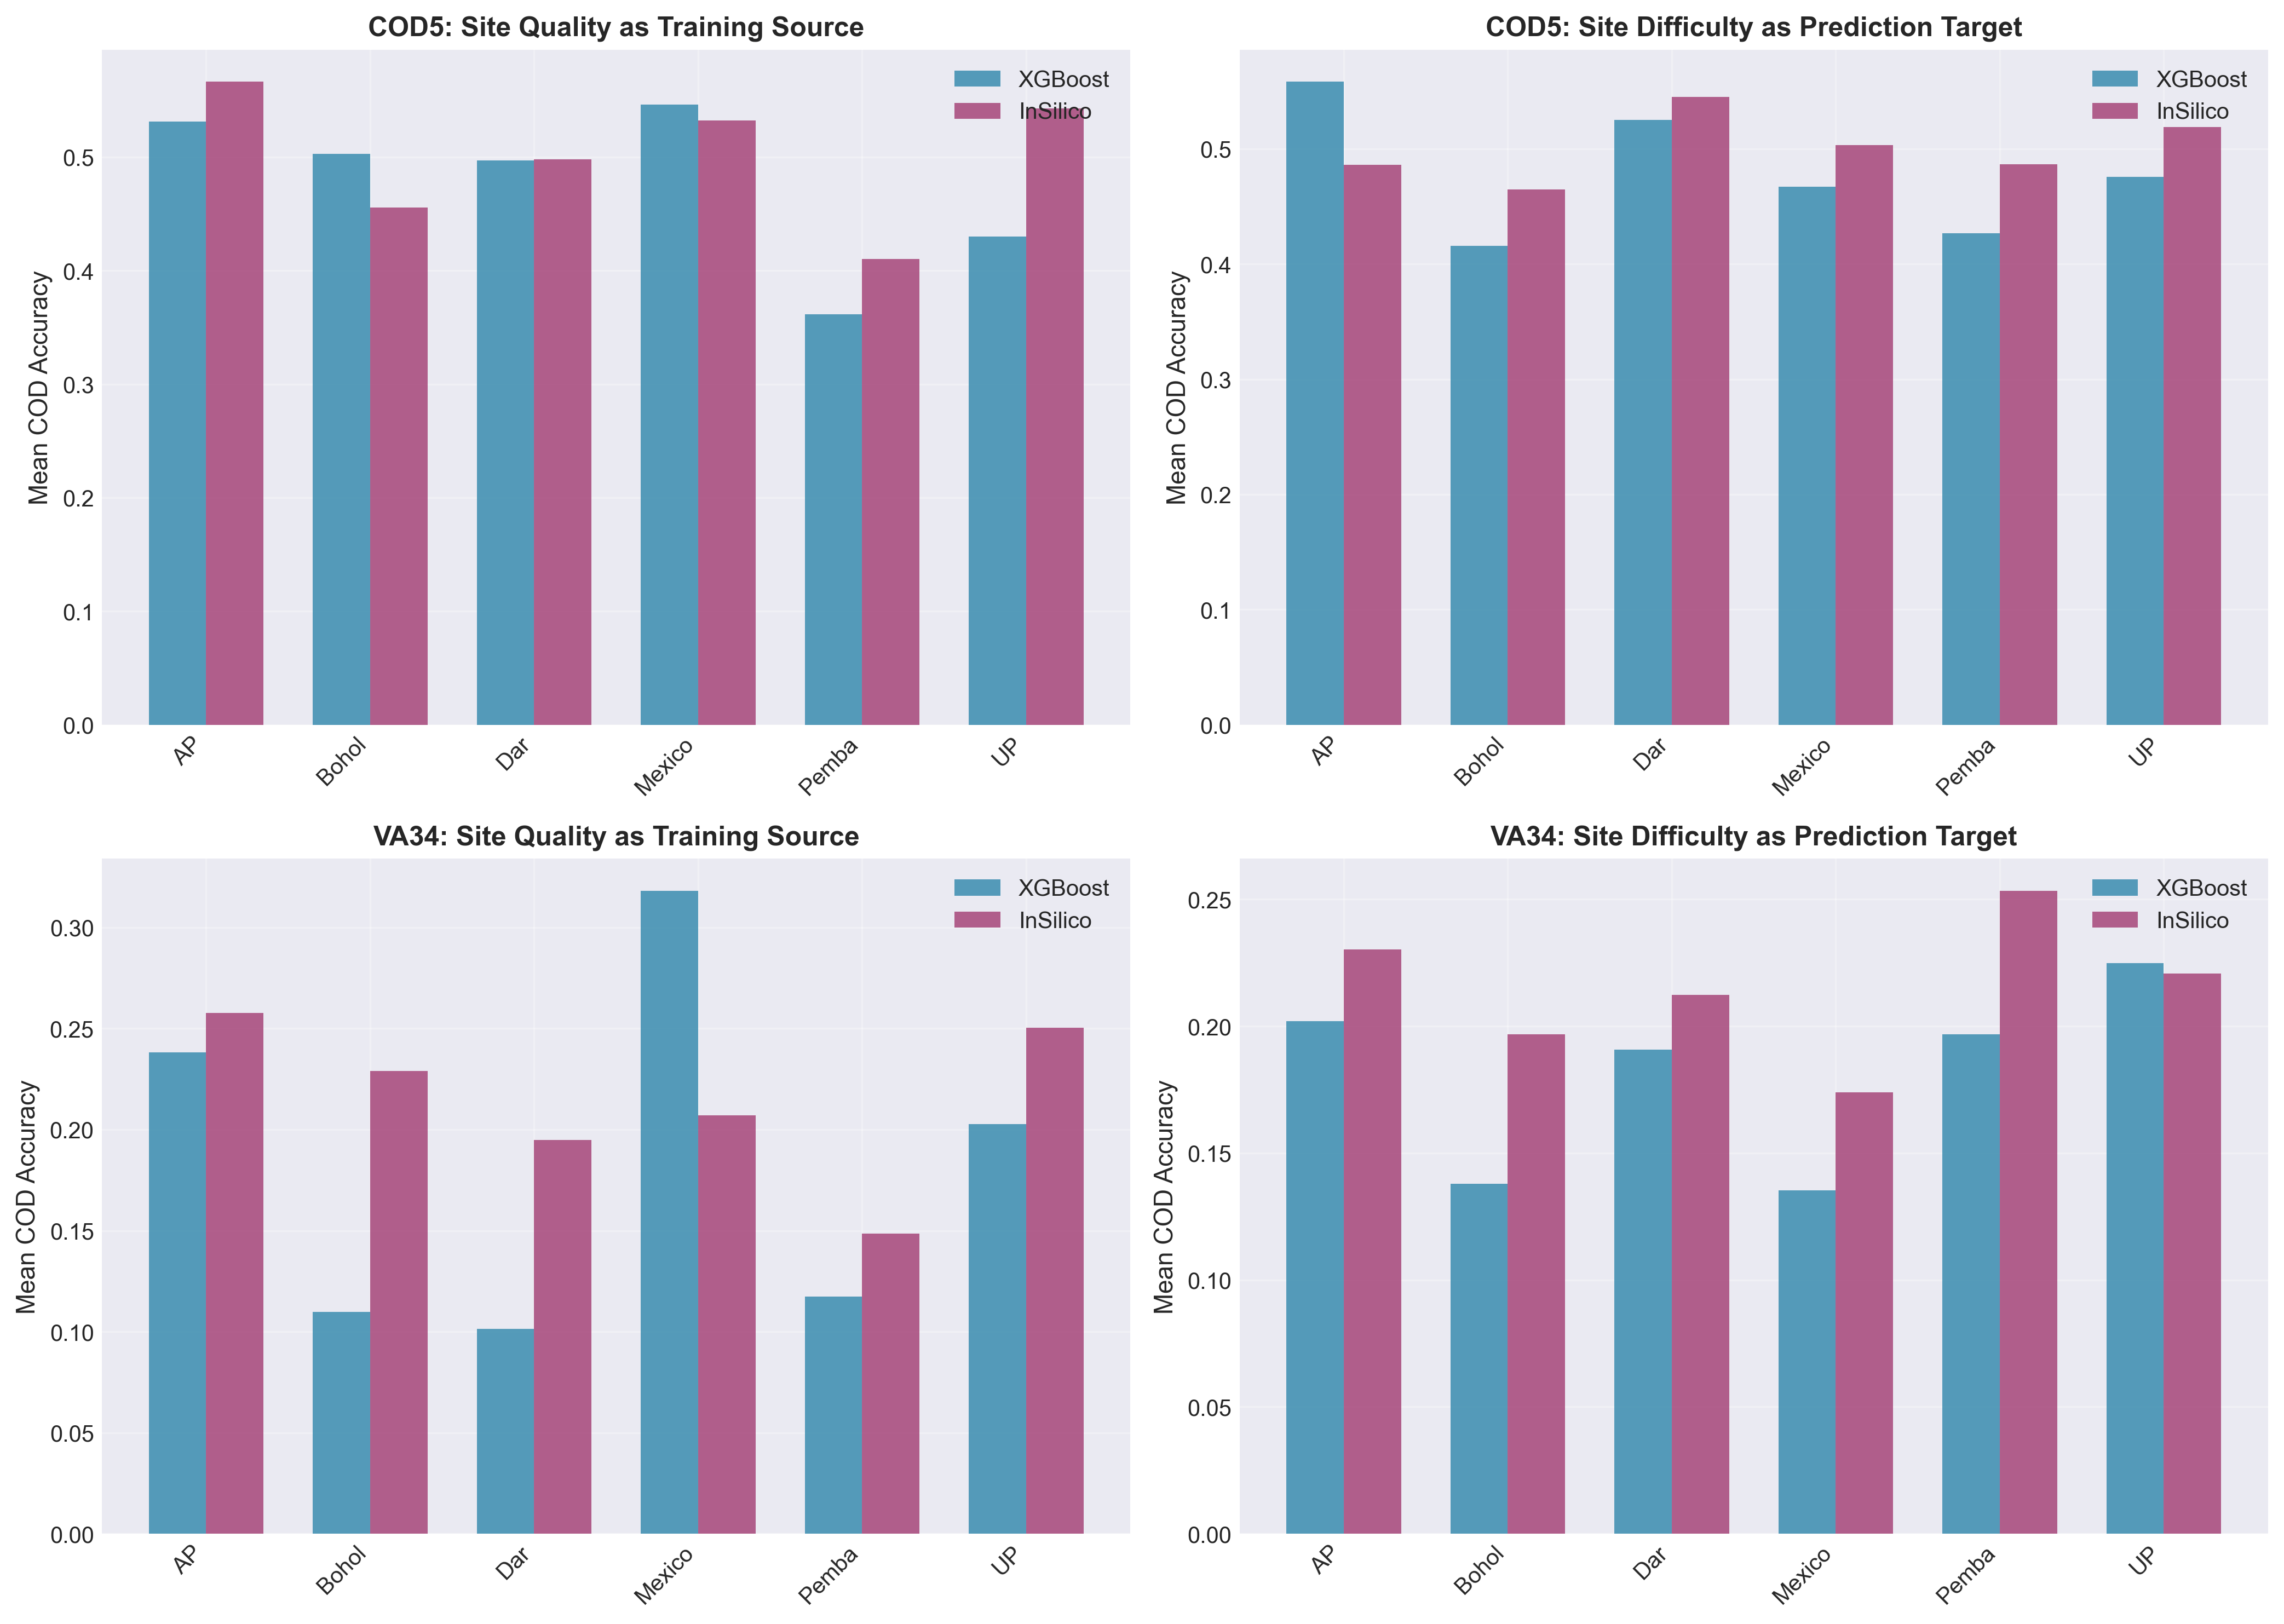 COD5: Site Quality as Training Source
Mean COD Accuracy
0.5
0.4
0.3
0.2
0.1
0.0
XGBoost
InSilico
AP
Bohol
Dar
Mexico
Pemba
UP
COD5: Site Difficulty as Prediction Target
Mean COD Accuracy
0.5
0.4
0.3
0.2
0.1
0.0
XGBoost
InSilico
AP
Bohol
Dar
Mexico
Pemba
UP
VA34: Site Quality as Training Source
Mean COD Accuracy
0.30
0.25
0.20
0.15
0.10
0.05
0.00
XGBoost
InSilico
AP
Bohol
Dar
Mexico
Pemba
UP
VA34: Site Difficulty as Prediction Target
Mean COD Accuracy
0.25
0.20
0.15
0.10
0.05
0.00
XGBoost
InSilico
AP
Bohol
Dar
Mexico
Pemba
UP